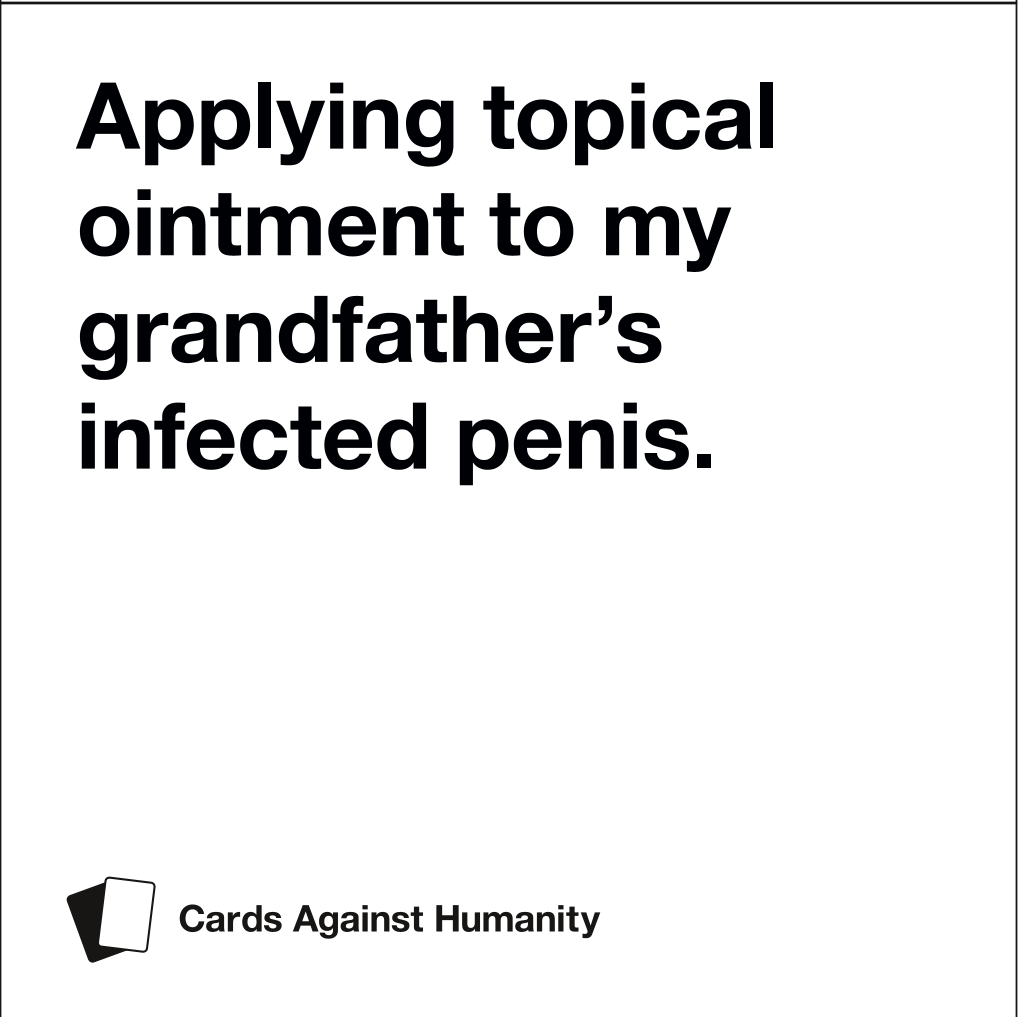 Applying topical
ointment to my
grandfather’s
infected penis.
Cards Against Humanity